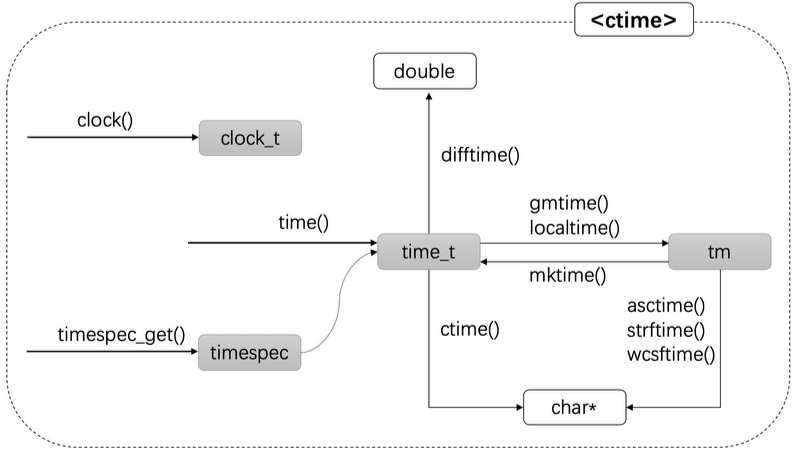 <ctime>
double
clock()
clock_t
difftime()
gmtime()
localtime()
time()
time_t
tm
mktime()
asctime()
strftime()
wcsftime()
ctime()
timespec_get()
timespec
char*